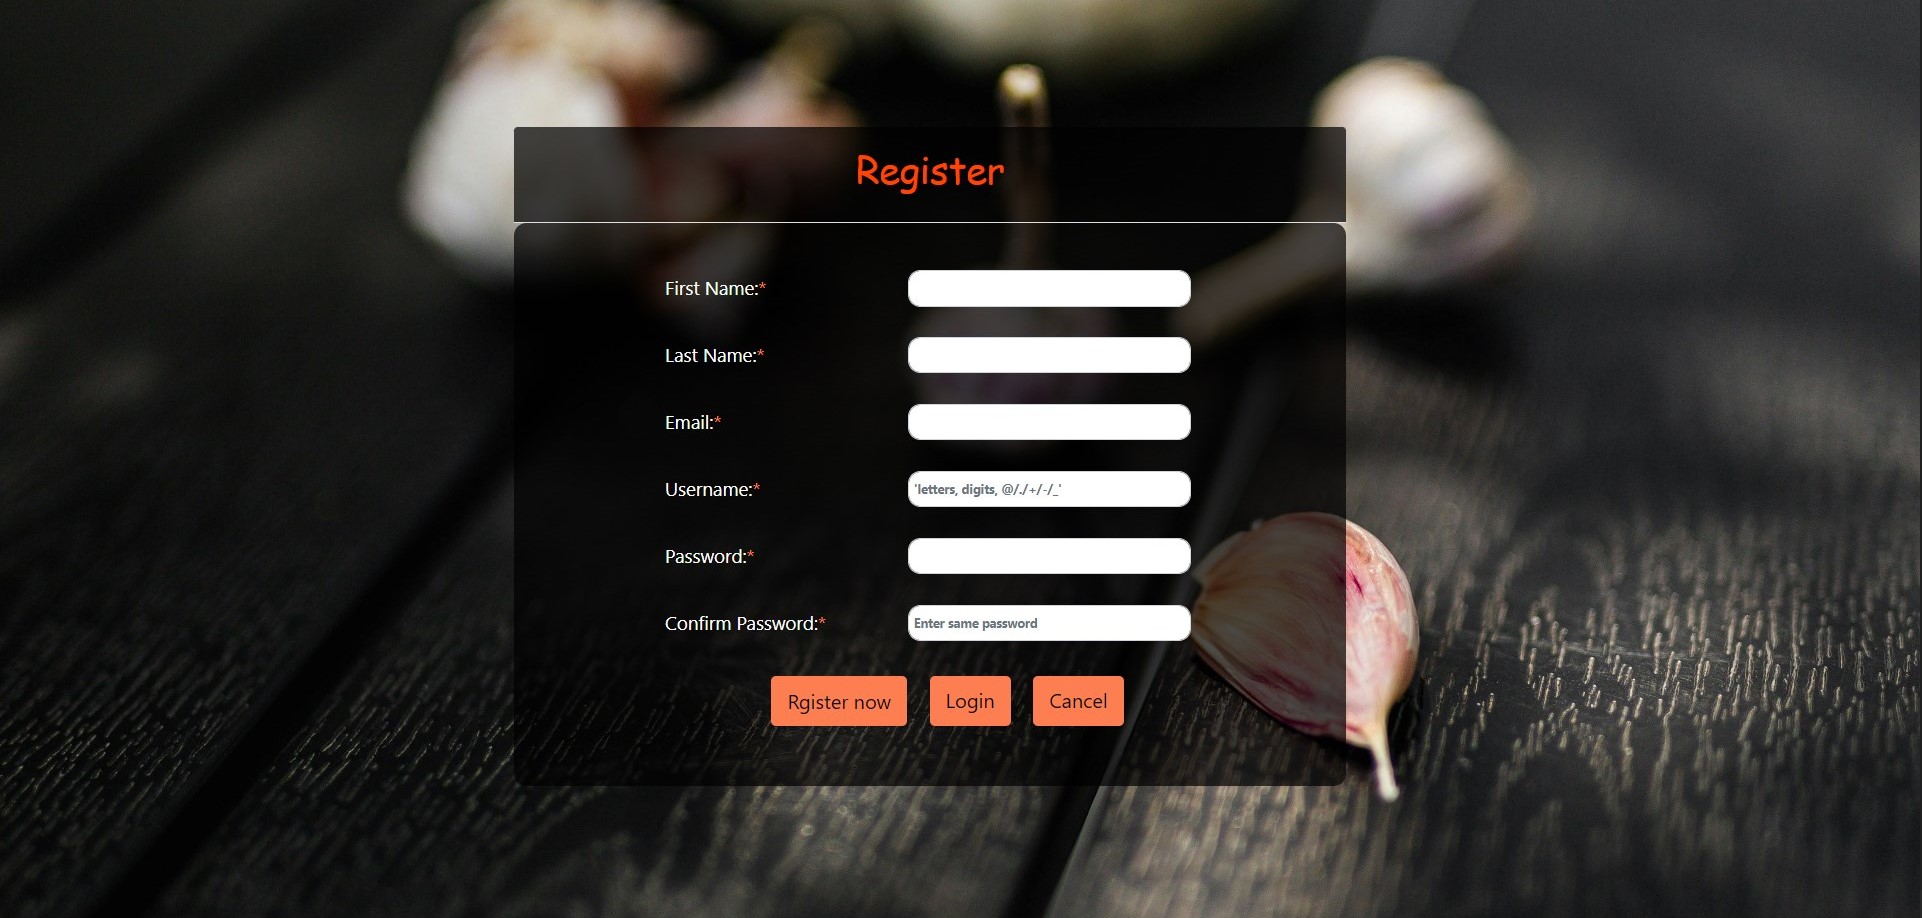 Register
First Name:*
Last Name:*
Email:*
Username:* 'letters, digits, @/./+/-/_'
Password:*
Confirm Password:* Enter same password
Rgister now Login Cancel